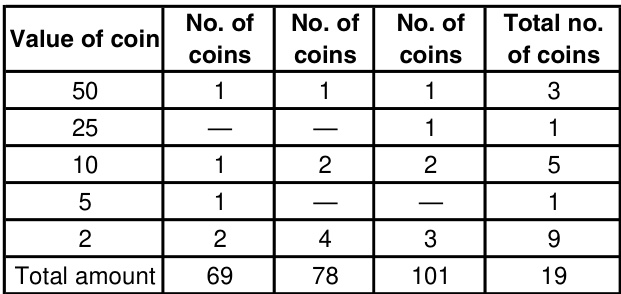 Value of coin No. of coins No. of coins No. of coins Total no. of coins
50 1 1 1 3
25 — — 1 1
10 1 2 2 5
5 1 — — 1
2 2 4 3 9
Total amount 69 78 101 19